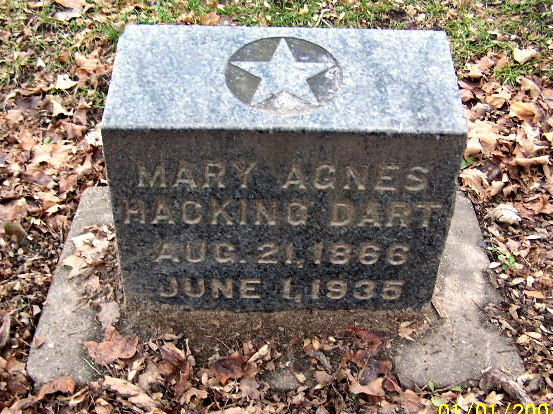 MARY AGNES
HACKING DART
AUG. 21, 1866
JUNE 1, 1935